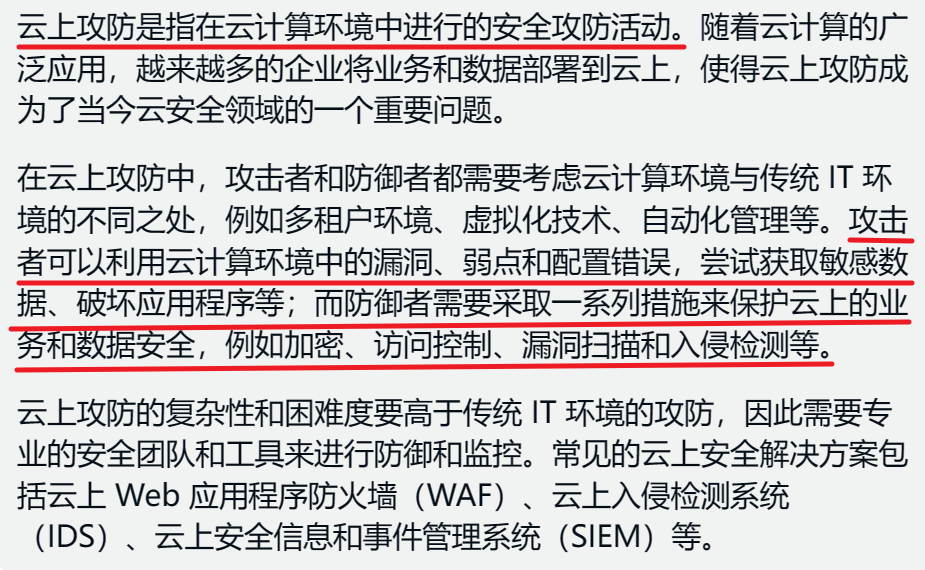 云上攻防是指在云计算环境中进行的安全攻防活动。随着云计算的广
泛应用，越来越多的企业将业务和数据部署到云上，使得云上攻防成
为了当今云安全领域的一个重要问题。
在云上攻防中，攻击者和防御者都需要考虑云计算环境与传统 IT 环
境的不同之处，例如多租户环境、虚拟化技术、自动化管理等。攻击
者可以利用云计算环境中的漏洞、弱点和配置错误，尝试获取敏感数
据、破坏应用程序等；而防御者需要采取一系列措施来保护云上的业
务和数据安全，例如加密、访问控制、漏洞扫描和入侵检测等。
云上攻防的复杂性和困难度要高于传统 IT 环境的攻防，因此需要专
业的安全团队和工具来进行防御和监控。常见的云上安全解决方案包
括云上 Web 应用程序防火墙（WAF）、云上入侵检测系统
（IDS）、云上安全信息和事件管理系统（SIEM）等。